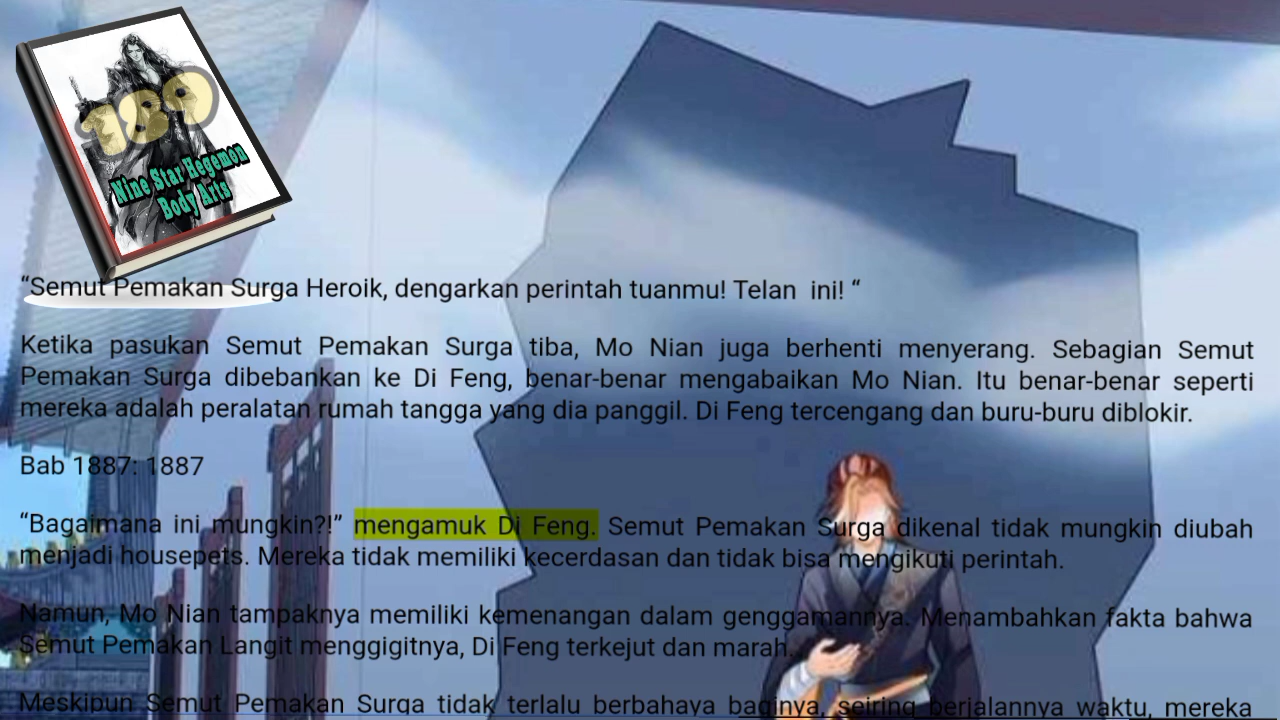 189
Nine Star Hegemon
Body Arts
“Semut Pemakan Surga Heroik, dengarkan perintah tuanmu! Telan  ini! “
Ketika pasukan Semut Pemakan Surga tiba, Mo Nian juga berhenti menyerang. Sebagian Semut
Pemakan Surga dibebankan ke Di Feng, benar-benar mengabaikan Mo Nian. Itu benar-benar seperti
mereka adalah peralatan rumah tangga yang dia panggil. Di Feng tercengang dan buru-buru diblokir.
Bab 1887: 1887
“Bagaimana ini mungkin?!” mengamuk Di Feng. Semut Pemakan Surga dikenal tidak mungkin diubah
menjadi housepets. Mereka tidak memiliki kecerdasan dan tidak bisa mengikuti perintah.
Namun, Mo Nian tampaknya memiliki kemenangan dalam genggamannya. Menambahkan fakta bahwa
Semut Pemakan Langit menggigitnya, Di Feng terkejut dan marah.
Meskipun Semut Pemakan Surga tidak terlalu berbahaya baginya, seiring berjalannya waktu, mereka